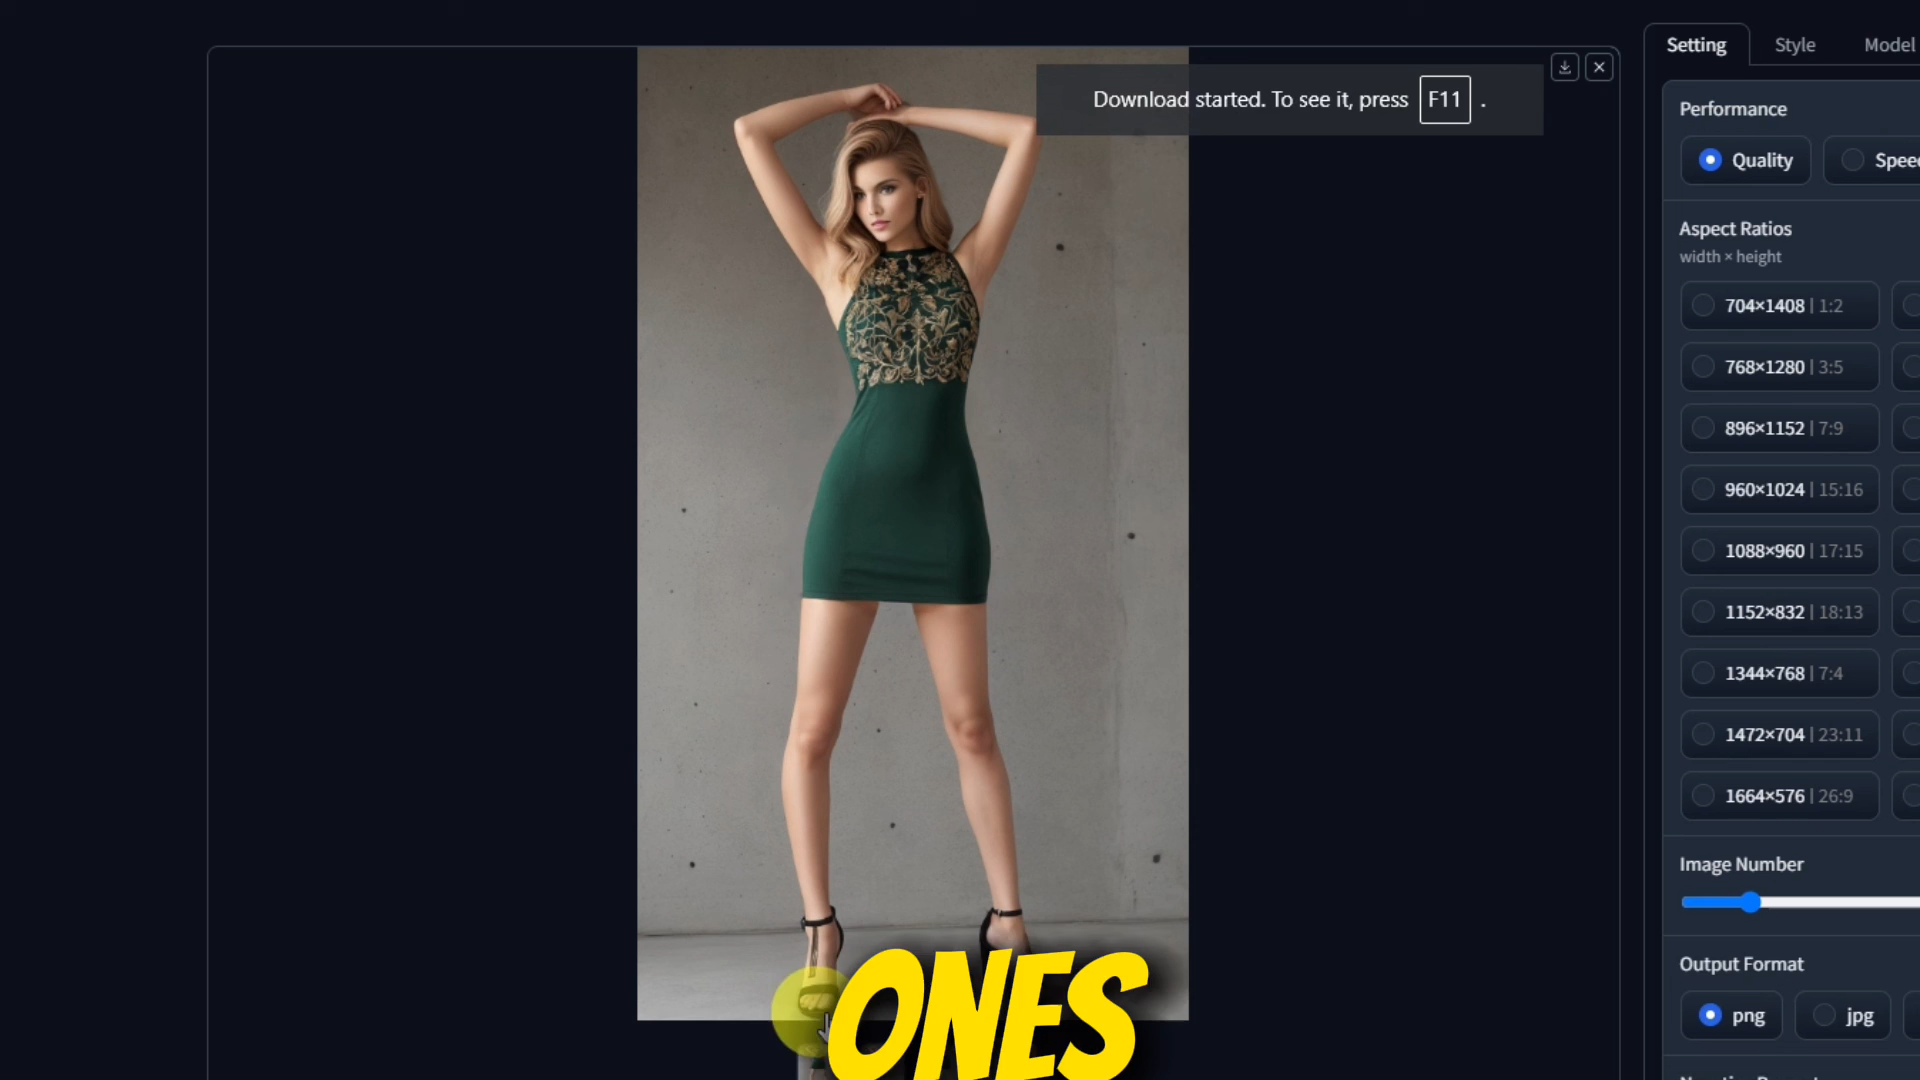 Setting Style Model
Download started. To see it, press F11 .
Performance
Quality
Aspect Ratios
width × height
704×1408 | 1:2
768×1280 | 3:5
896×1152 | 7:9
960×1024 | 15:16
1088×960 | 17:15
1152×832 | 18:13
1344×768 | 7:4
1472×704 | 23:11
1664×576 | 26:9
Image Number
Output Format
png jpg
ONES